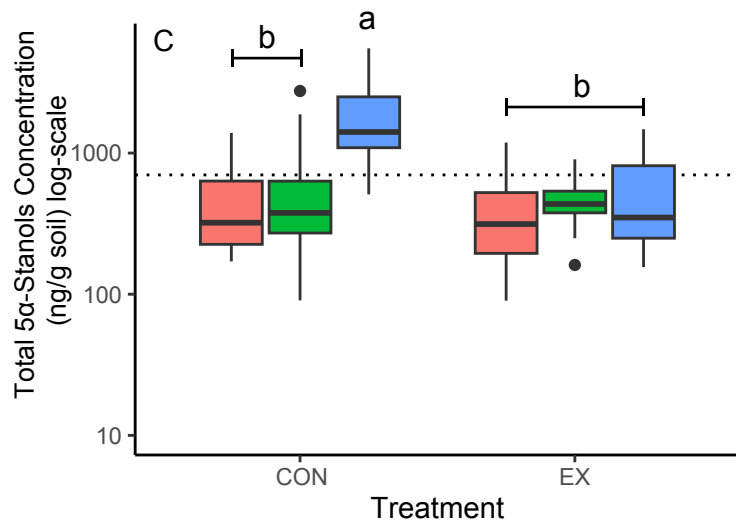 C
b
a
b
Total 5α-Stanols Concentration
(ng/g soil) log-scale
1000
100
10
CON
EX
Treatment